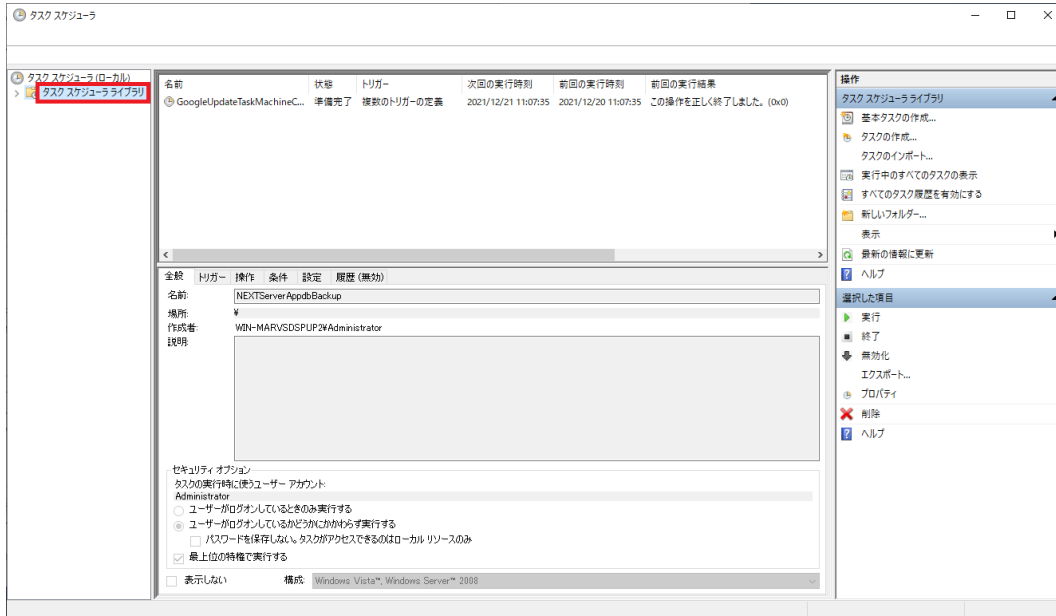 タスク スケジューラ
タスク スケジューラ (ローカル)
タスク スケジューラ ライブラリ
名前 状態 トリガー 次回の実行時刻 前回の実行時刻 前回の実行結果
GoogleUpdateTaskMachineC... 準備完了 複数のトリガーの定義 2021/12/21 11:07:35 2021/12/20 11:07:35 この操作を正しく終了しました。(0x0)
全般 トリガー 操作 条件 設定 履歴 (無効)
名前: NEXTServerAppdbBackup
場所: ¥
作成者: WIN-MARVSDSPUP2¥Administrator
説明:
セキュリティ オプション
タスクの実行時に使うユーザー アカウント:
Administrator
ユーザーがログオンしているときのみ実行する
ユーザーがログオンしているかどうかにかかわらず実行する
パスワードを保存しない。タスクがアクセスできるのはローカル リソースのみ
最上位の特権で実行する
表示しない 構成: Windows Vista™, Windows Server™ 2008
操作
タスク スケジューラ ライブラリ
基本タスクの作成...
タスクの作成...
タスクのインポート...
実行中のすべてのタスクの表示
すべてのタスク履歴を有効にする
新しいフォルダー...
表示
最新の情報に更新
ヘルプ
選択した項目
実行
終了
無効化
エクスポート...
プロパティ
削除
ヘルプ